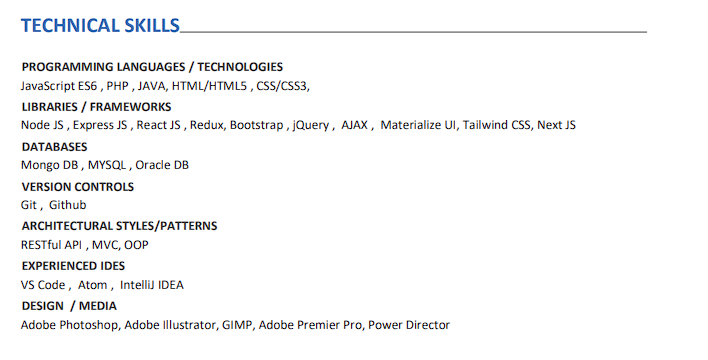 TECHNICAL SKILLS
PROGRAMMING LANGUAGES / TECHNOLOGIES
JavaScript ES6 , PHP , JAVA, HTML/HTML5 , CSS/CSS3,
LIBRARIES / FRAMEWORKS
Node JS , Express JS , React JS , Redux, Bootstrap , jQuery ,  AJAX ,  Materialize UI, Tailwind CSS, Next JS
DATABASES
Mongo DB , MYSQL , Oracle DB
VERSION CONTROLS
Git ,  Github
ARCHITECTURAL STYLES/PATTERNS
RESTful API , MVC, OOP
EXPERIENCED IDES
VS Code ,  Atom ,  IntelliJ IDEA
DESIGN  / MEDIA
Adobe Photoshop, Adobe Illustrator, GIMP, Adobe Premier Pro, Power Director